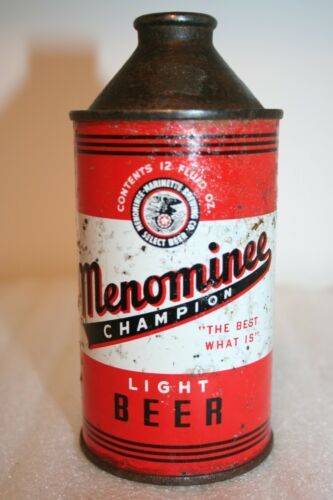 CONTENTS 12 FLUID OZ.
MENOMINEE-MARINETTE BREWING CO.
SELECT BEER
Menominee
CHAMPION
"THE BEST
WHAT IS"
LIGHT
BEER